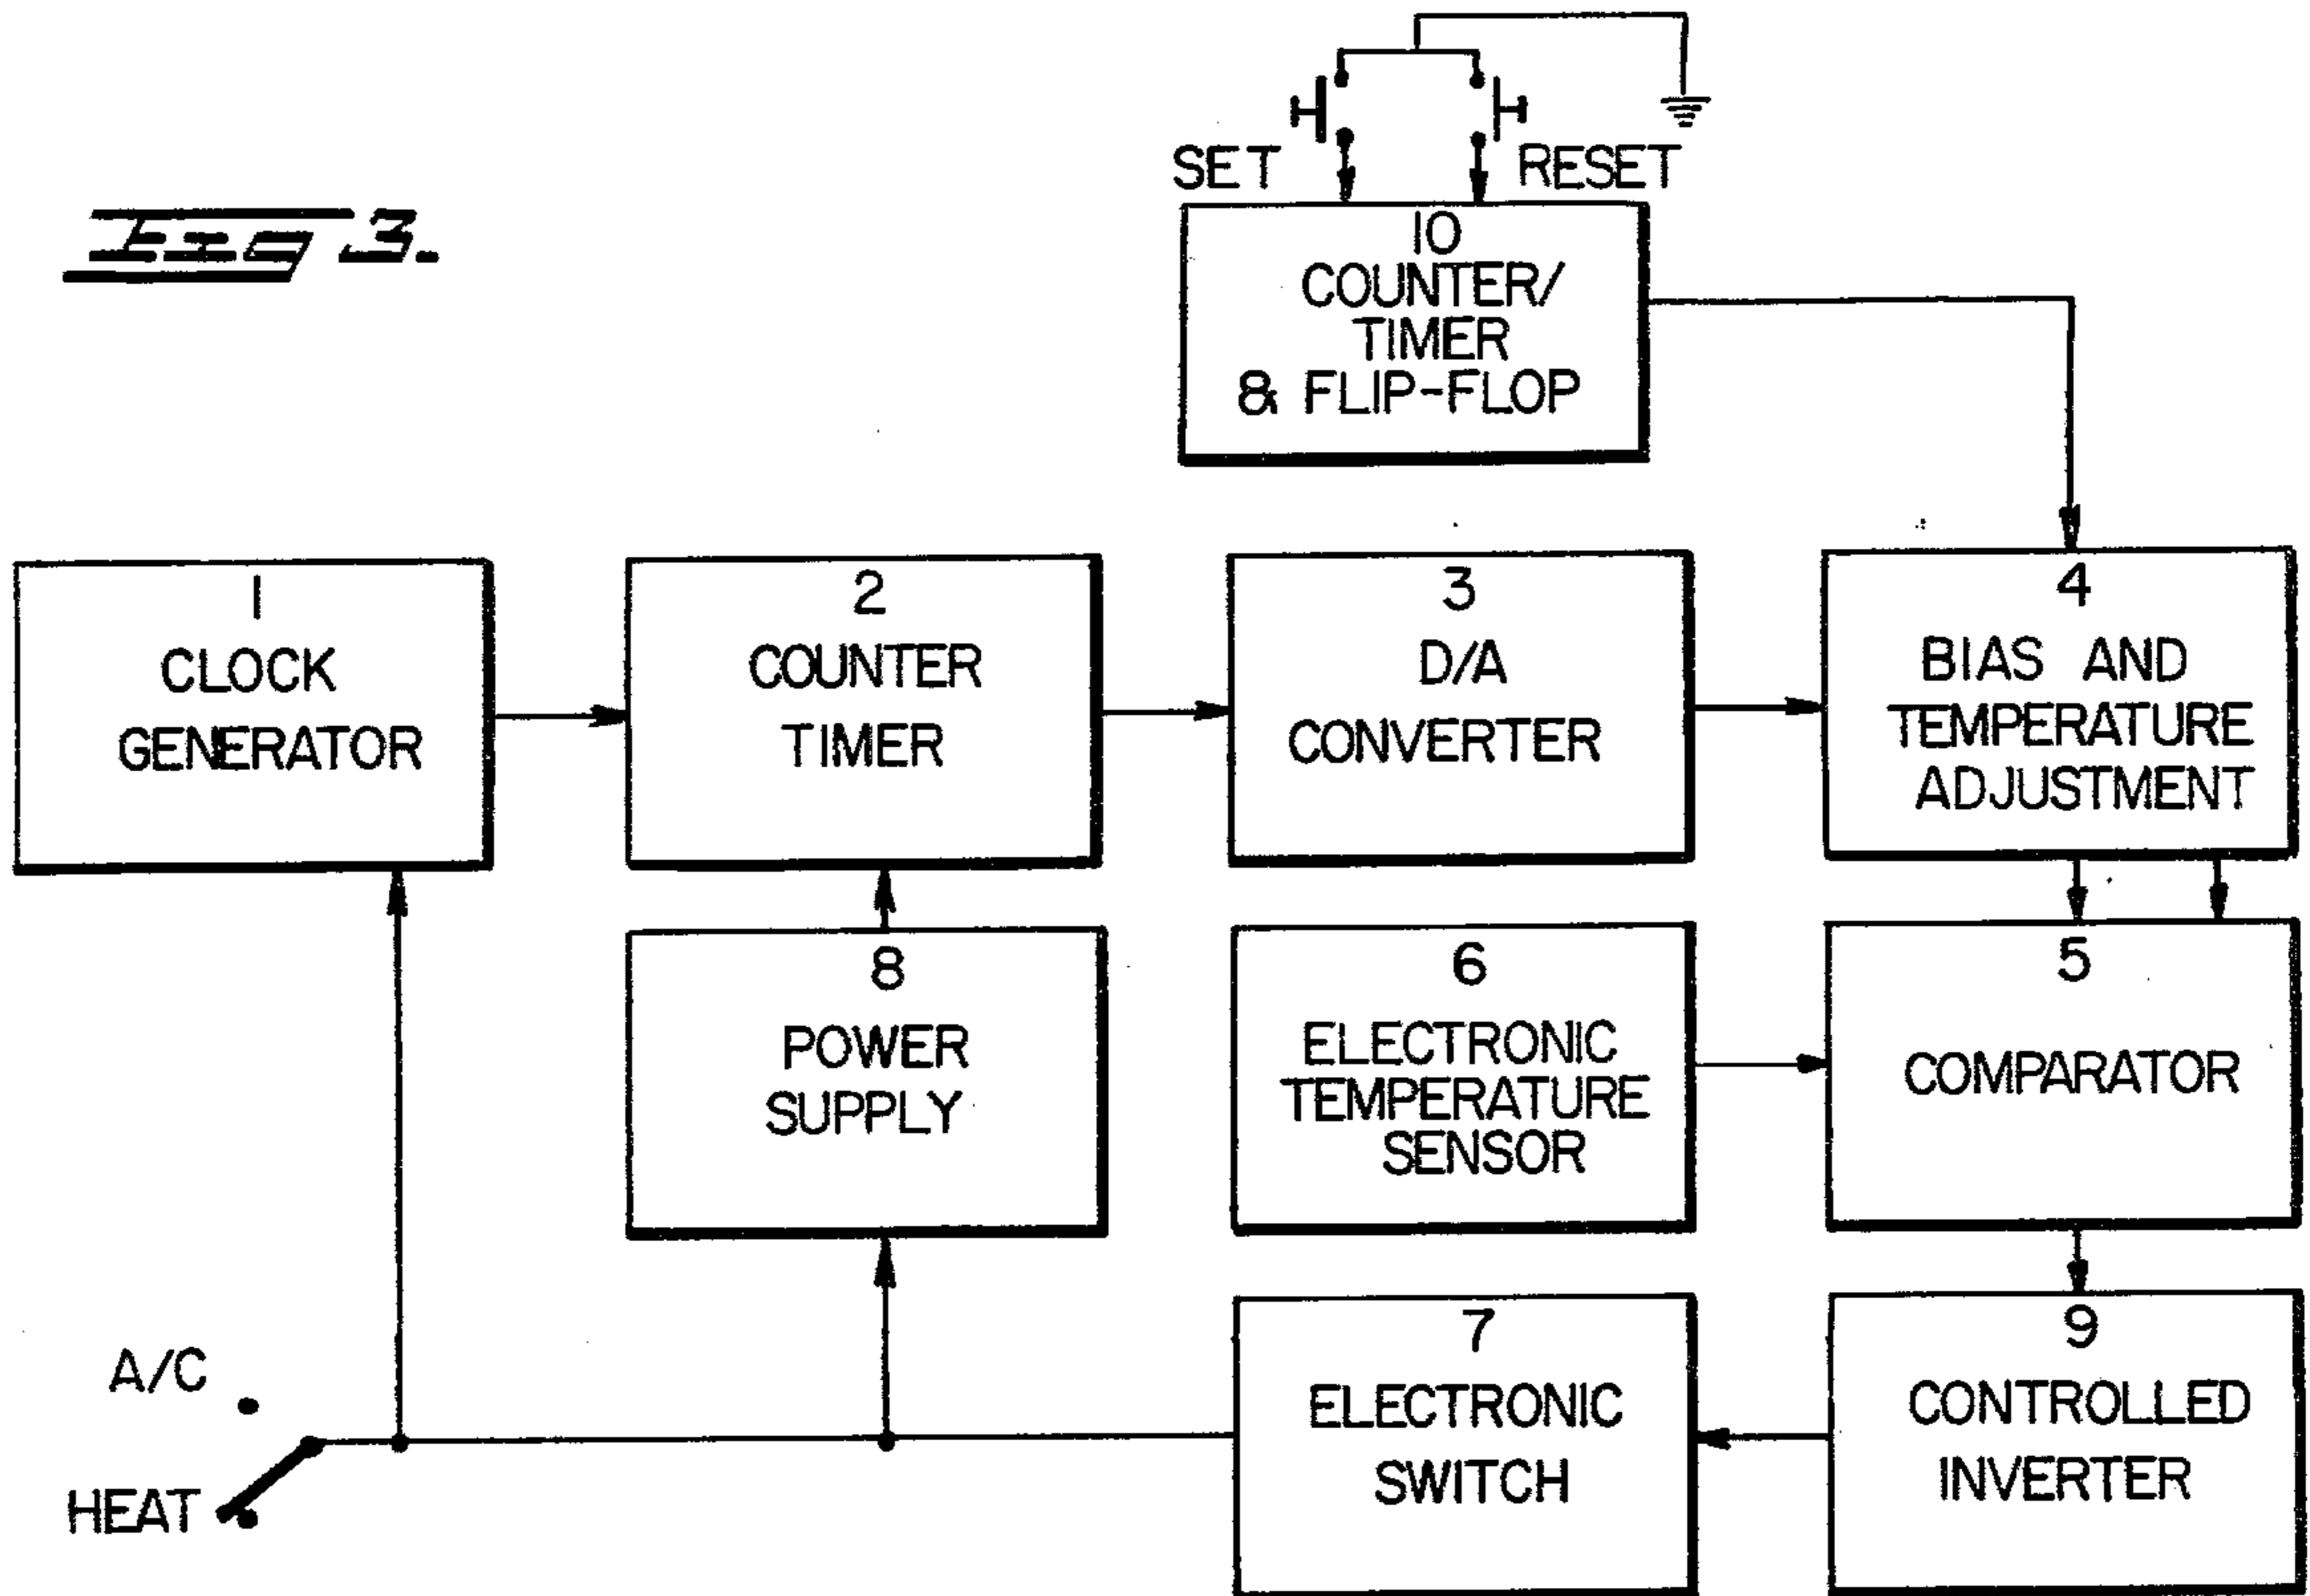 Fig 3.
SET
RESET
10
COUNTER/
TIMER
& FLIP-FLOP
1
CLOCK
GENERATOR
2
COUNTER
TIMER
3
D/A
CONVERTER
4
BIAS AND
TEMPERATURE
ADJUSTMENT
8
POWER
SUPPLY
6
ELECTRONIC
TEMPERATURE
SENSOR
5
COMPARATOR
A/C
HEAT
7
ELECTRONIC
SWITCH
9
CONTROLLED
INVERTER